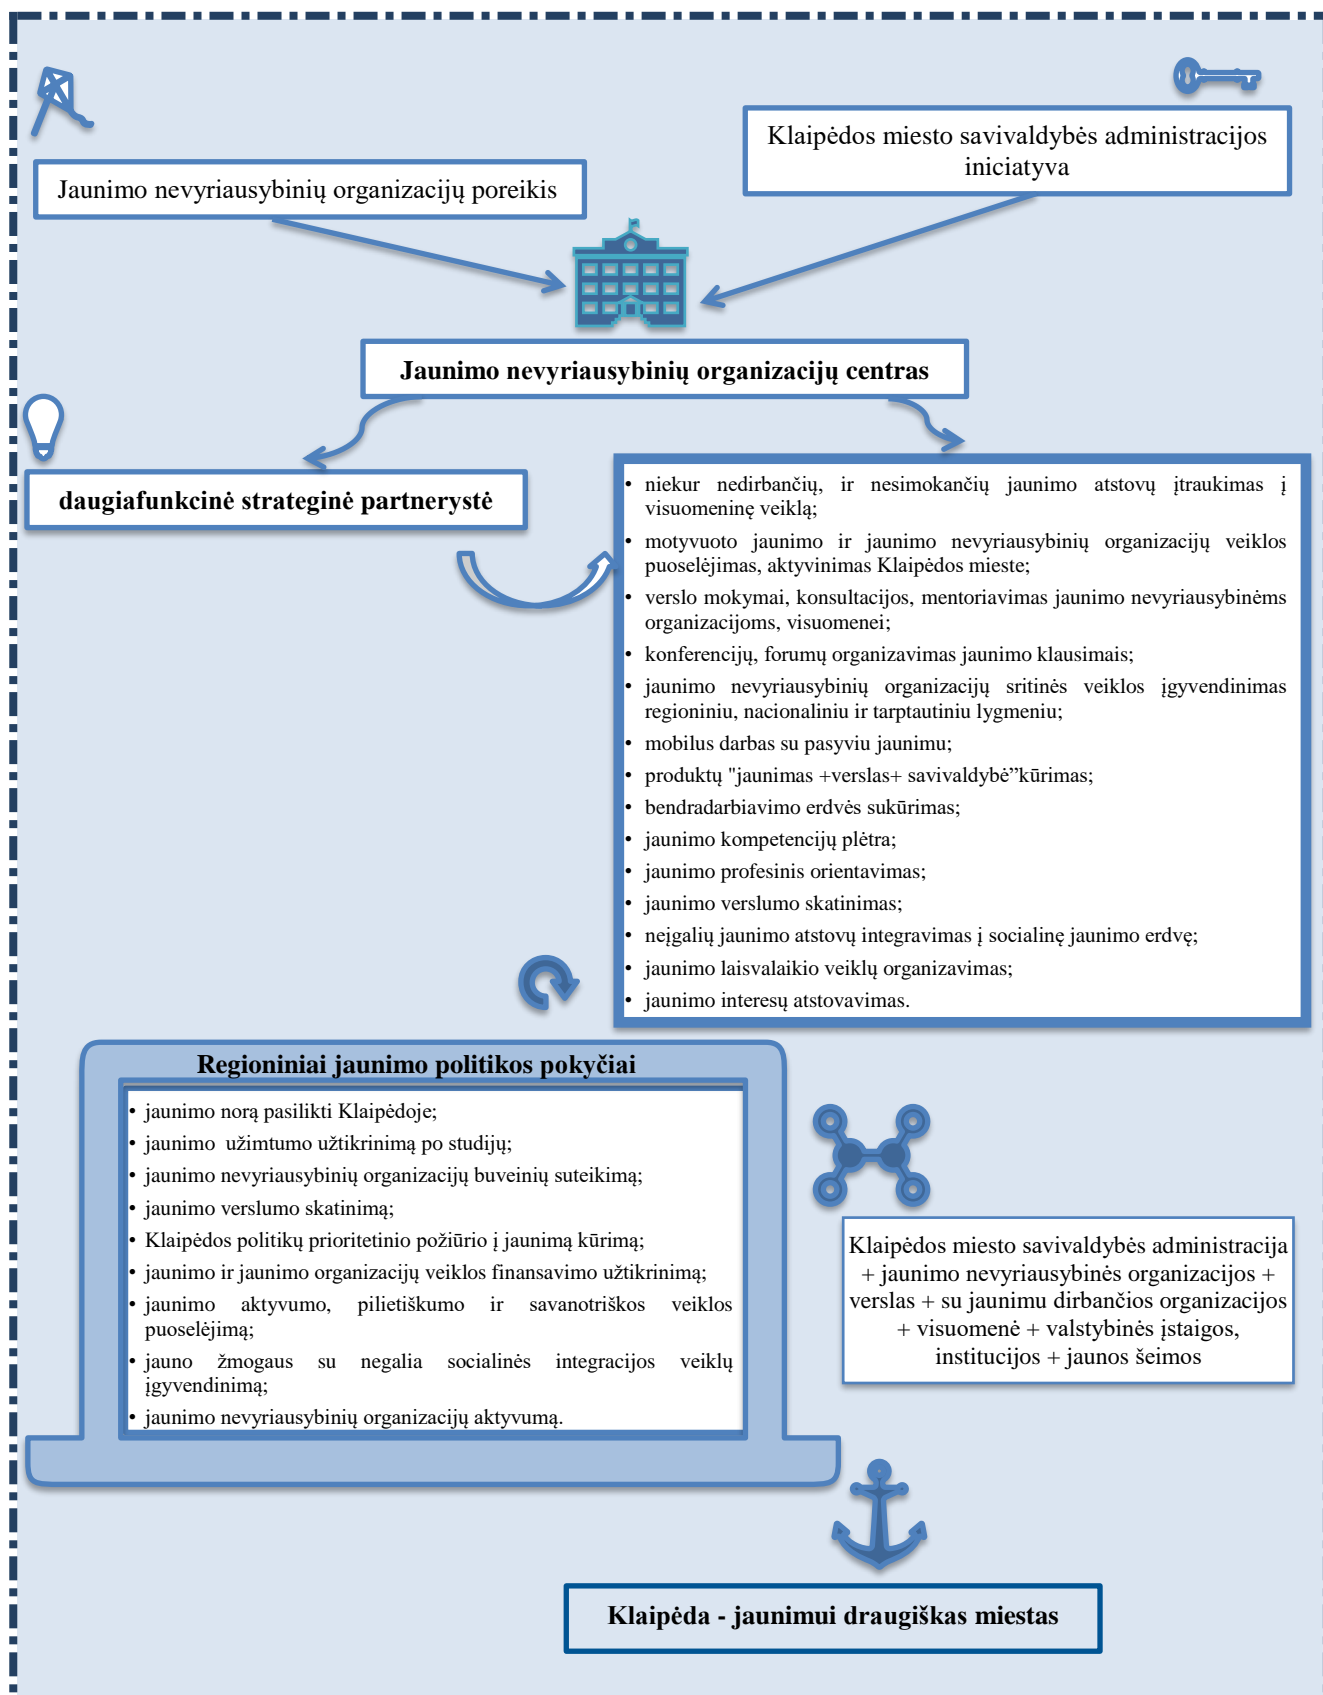 Klaipėdos miesto savivaldybės administracijos
iniciatyva
Jaunimo nevyriausybinių organizacijų poreikis
Jaunimo nevyriausybinių organizacijų centras
daugiafunkcinė strateginė partnerystė
• niekur nedirbančių, ir nesimokančių jaunimo atstovų įtraukimas į
visuomeninę veiklą;
• motyvuoto jaunimo ir jaunimo nevyriausybinių organizacijų veiklos
puoselėjimas, aktyvinimas Klaipėdos mieste;
• verslo mokymai, konsultacijos, mentoriavimas jaunimo nevyriausybinėms
organizacijoms, visuomenei;
• konferencijų, forumų organizavimas jaunimo klausimais;
• jaunimo nevyriausybinių organizacijų sritinės veiklos įgyvendinimas
regioniniu, nacionaliniu ir tarptautiniu lygmeniu;
• mobilus darbas su pasyviu jaunimu;
• produktų "jaunimas +verslas+ savivaldybė”kūrimas;
• bendradarbiavimo erdvės sukūrimas;
• jaunimo kompetencijų plėtra;
• jaunimo profesinis orientavimas;
• jaunimo verslumo skatinimas;
• neįgalių jaunimo atstovų integravimas į socialinę jaunimo erdvę;
• jaunimo laisvalaikio veiklų organizavimas;
• jaunimo interesų atstovavimas.
Regioniniai jaunimo politikos pokyčiai
• jaunimo norą pasilikti Klaipėdoje;
• jaunimo užimtumo užtikrinimą po studijų;
• jaunimo nevyriausybinių organizacijų buveinių suteikimą;
• jaunimo verslumo skatinimą;
• Klaipėdos politikų prioritetinio požiūrio į jaunimą kūrimą;
• jaunimo ir jaunimo organizacijų veiklos finansavimo užtikrinimą;
• jaunimo aktyvumo, pilietiškumo ir savanotriškos veiklos
puoselėjimą;
• jauno žmogaus su negalia socialinės integracijos veiklų
įgyvendinimą;
• jaunimo nevyriausybinių organizacijų aktyvumą.
Klaipėdos miesto savivaldybės administracija
+ jaunimo nevyriausybinės organizacijos +
verslas + su jaunimu dirbančios organizacijos
+ visuomenė + valstybinės įstaigos,
institucijos + jaunos šeimos
Klaipėda - jaunimui draugiškas miestas